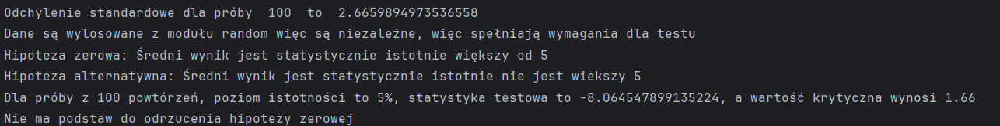 Odchylenie standardowe dla próby  100  to  2.6659894973536558
Dane są wylosowane z modułu random więc są niezależne, więc spełniają wymagania dla testu
Hipoteza zerowa: Średni wynik jest statystycznie istotnie większy od 5
Hipoteza alternatywna: Średni wynik jest statystycznie istotnie nie jest wiekszy 5
Dla próby z 100 powtórzeń, poziom istotności to 5%, statystyka testowa to -8.064547899135224, a wartość krytyczna wynosi 1.66
Nie ma podstaw do odrzucenia hipotezy zerowej